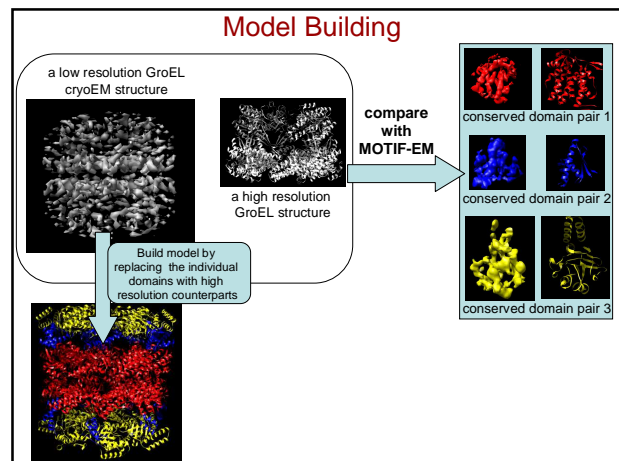 Model Building
a low resolution GroEL
cryoEM structure
a high resolution
GroEL structure
compare
with
MOTIF-EM
conserved domain pair 1
conserved domain pair 2
conserved domain pair 3
Build model by
replacing the individual
domains with high
resolution counterparts